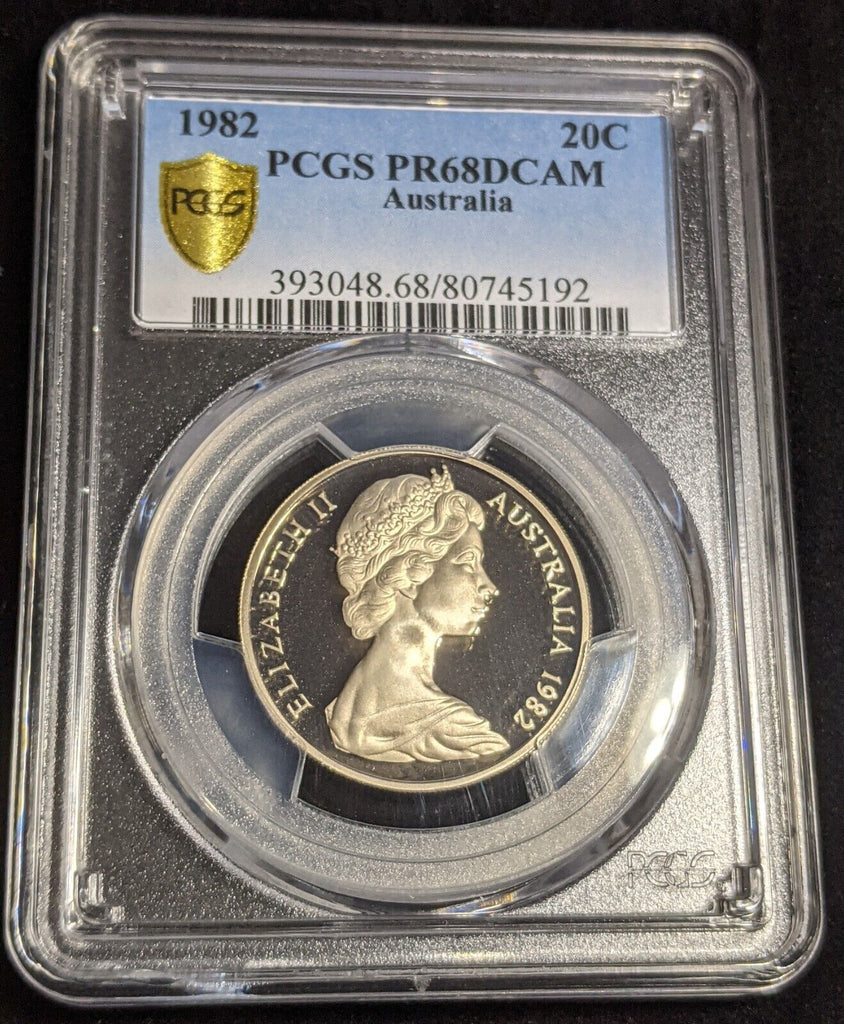 1982 20C
PCGS PR68DCAM
Australia
PCGS
393048.68/80745192
ELIZABETH II AUSTRALIA 1982
PCGS